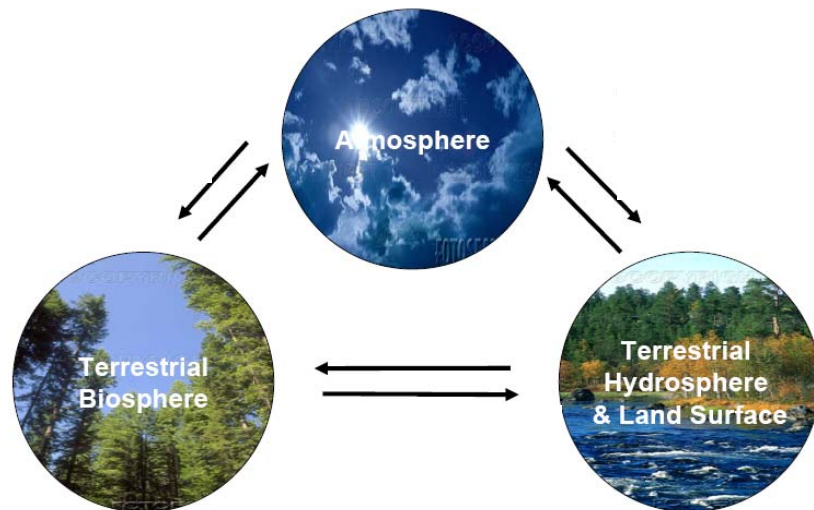 Atmosphere
Terrestrial
Biosphere
Terrestrial
Hydrosphere
& Land Surface